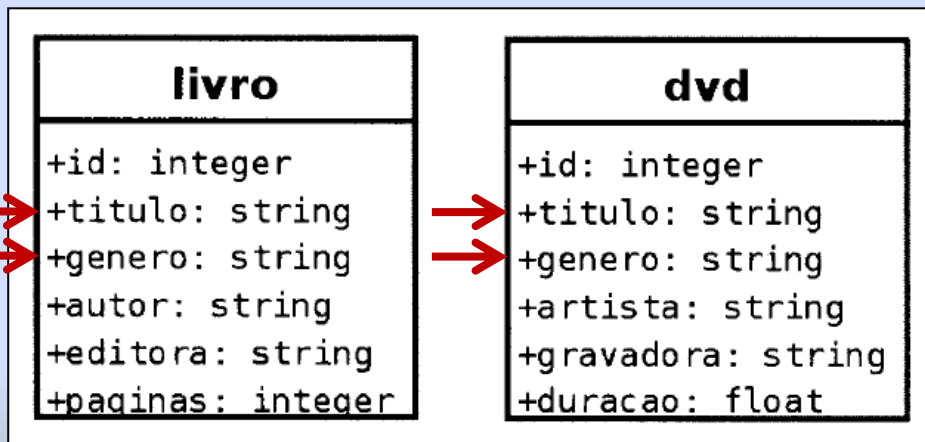 livro
+id: integer
+titulo: string
+genero: string
+autor: string
+editora: string
+paginas: integer
dvd
+id: integer
+titulo: string
+genero: string
+artista: string
+gravadora: string
+duracao: float